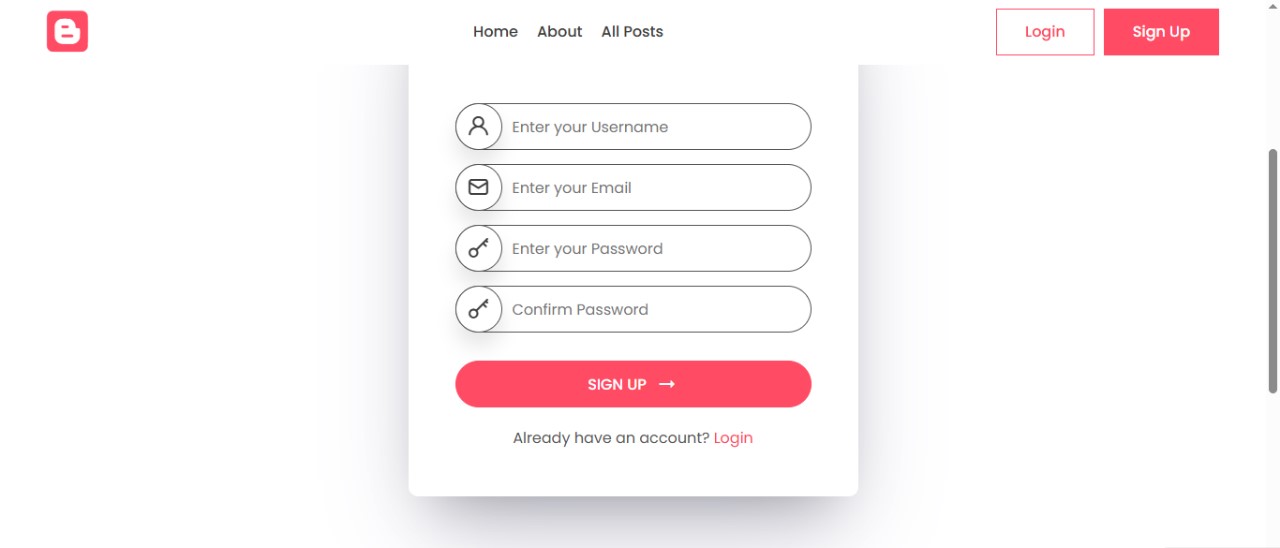 Home About All Posts Login Sign Up
Enter your Username
Enter your Email
Enter your Password
Confirm Password
SIGN UP →
Already have an account? Login